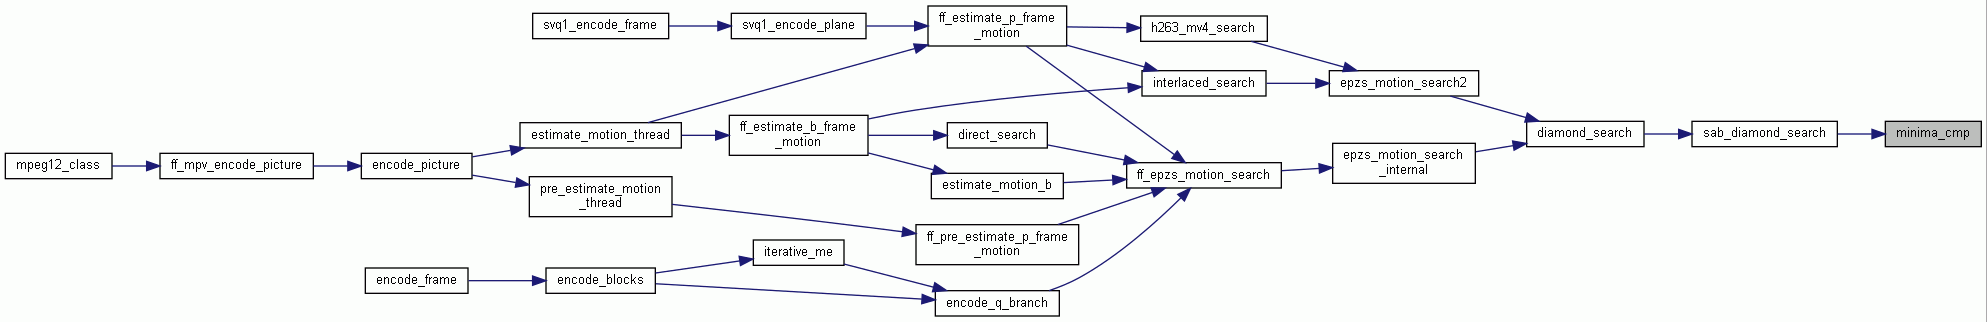 svq1_encode_frame
svq1_encode_plane
ff_estimate_p_frame
_motion
h263_mv4_search
interlaced_search
epzs_motion_search2
estimate_motion_thread
ff_estimate_b_frame
_motion
direct_search
diamond_search
sab_diamond_search
minima_cmp
mpeg12_class
ff_mpv_encode_picture
encode_picture
epzs_motion_search
_internal
ff_epzs_motion_search
estimate_motion_b
pre_estimate_motion
_thread
ff_pre_estimate_p_frame
_motion
iterative_me
encode_frame
encode_blocks
encode_q_branch